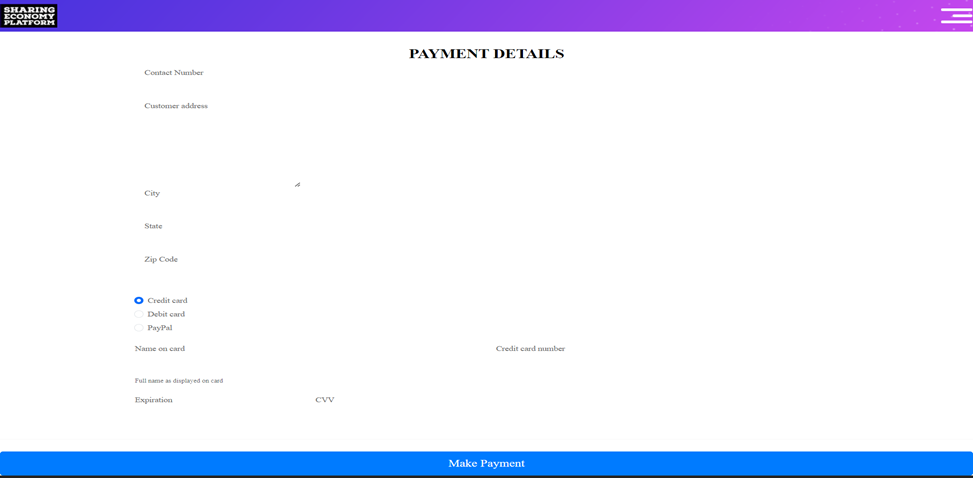 SHARING
ECONOMY
PLATFORM
PAYMENT DETAILS
Contact Number
Customer address
City
State
Zip Code
Credit card
Debit card
PayPal
Name on card
Credit card number
Full name as displayed on card
Expiration
CVV
Make Payment